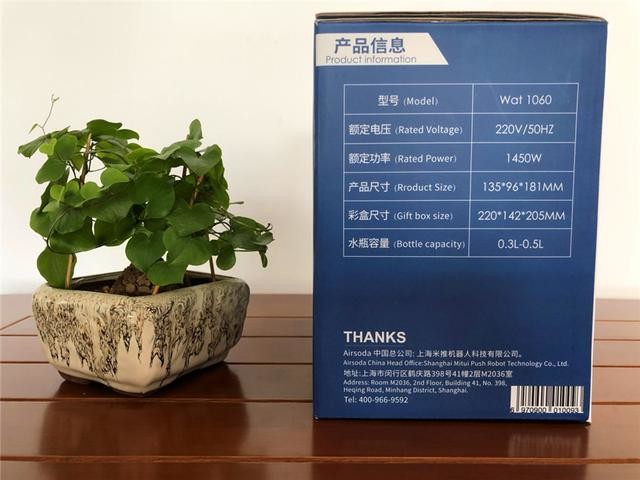 产品信息
Product information
型号 (Model) Wat 1060
额定电压 (Rated Voltage) 220V/50HZ
额定功率 (Rated Power) 1450W
产品尺寸 (Rroduct Size) 135*96*181MM
彩盒尺寸 (Gift box size) 220*142*205MM
水瓶容量 (Bottle capacity) 0.3L-0.5L
THANKS
Airsoda 中国总公司: 上海米推机器人科技有限公司。
Airsoda China Head Office:Shanghai Mitui Push Robot Technology Co., Ltd.
地址:上海市闵行区鹤庆路398号41幢2层M2036室
Address: Room M2036, 2nd Floor, Building 41, No. 398,
Heqing Road, Minhang District, Shanghai.
Tel: 400-966-9592
6 970900 010093